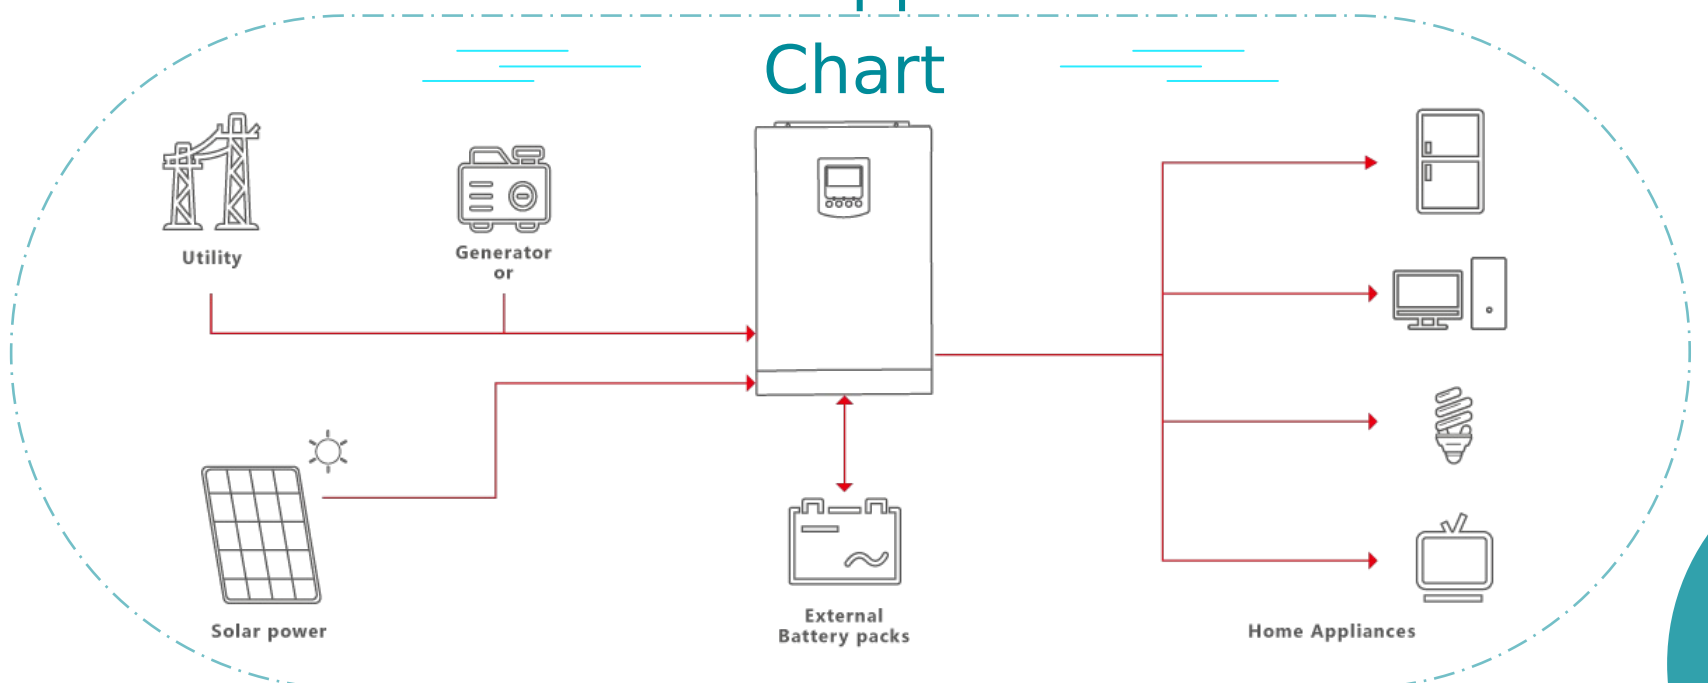 Chart
Utility
Generator
or
Solar power
External
Battery packs
Home Appliances